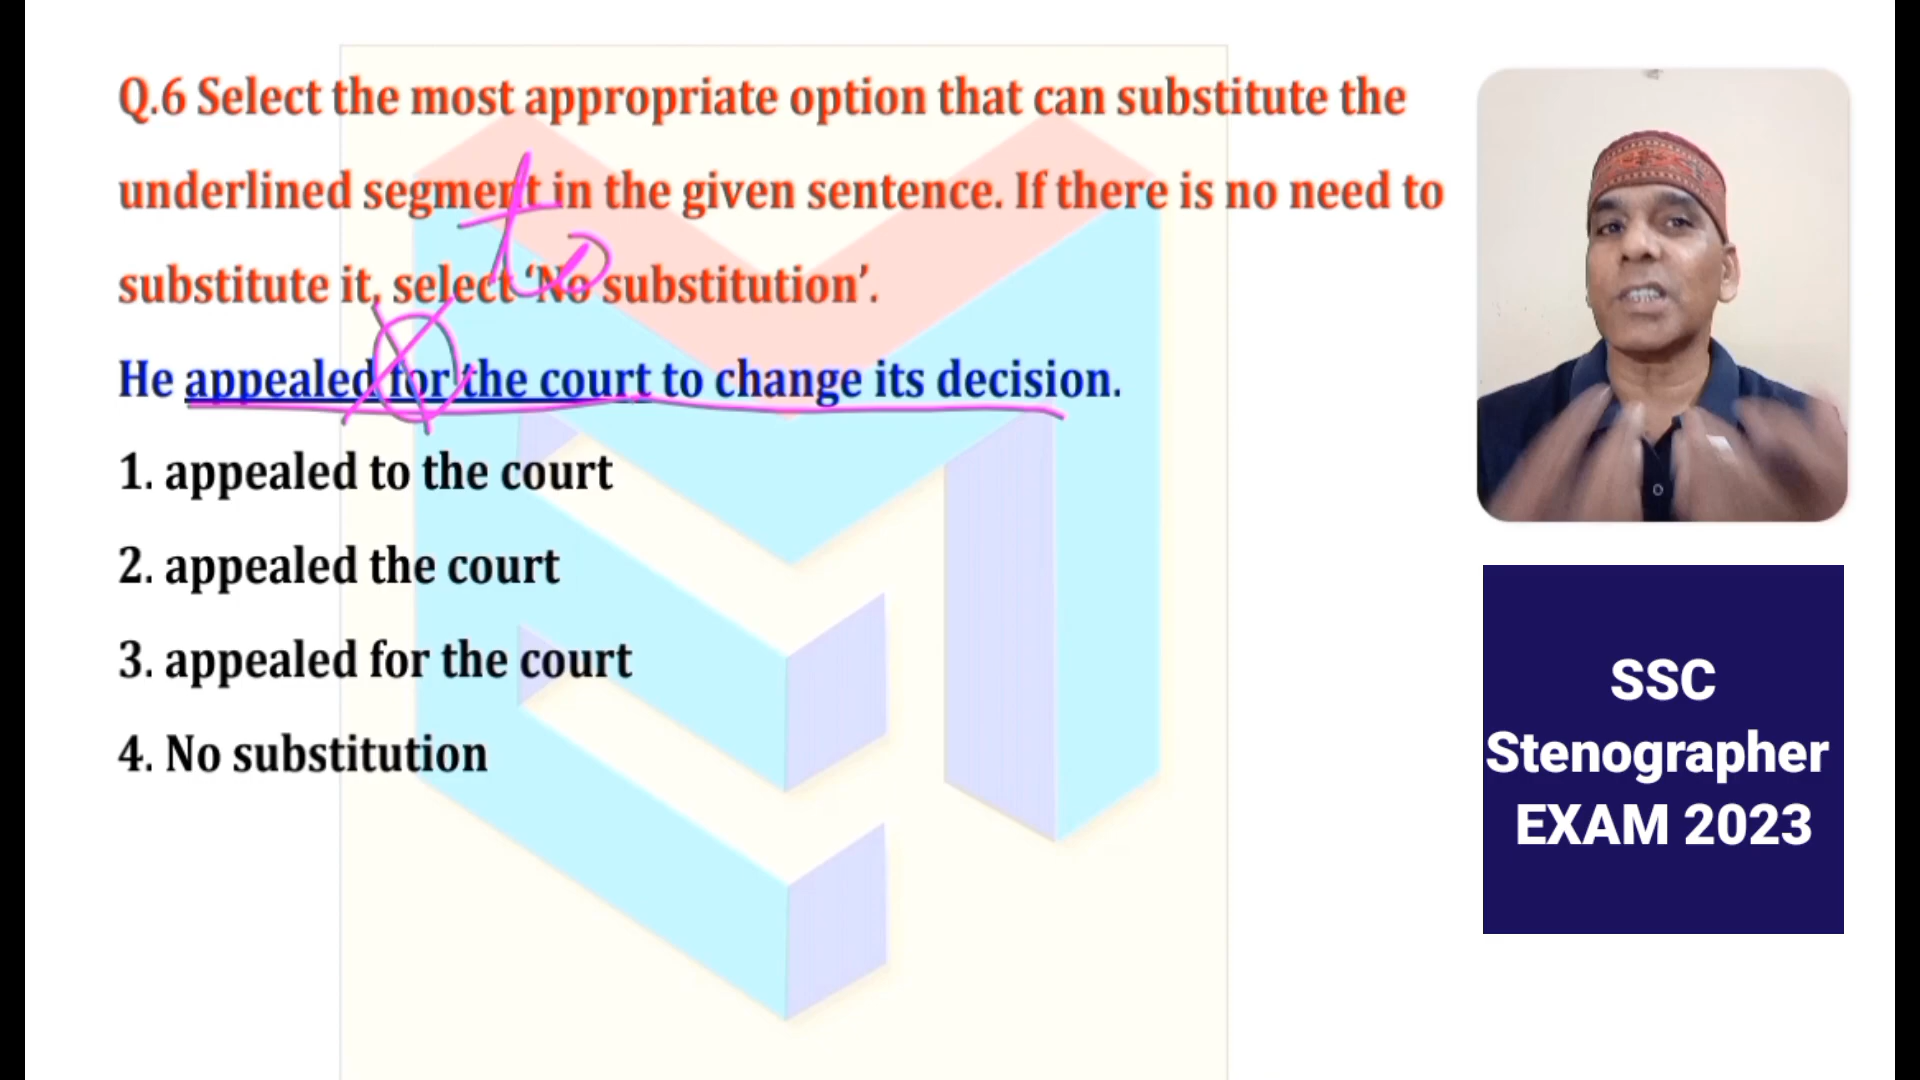 Q.6 Select the most appropriate option that can substitute the
underlined segment in the given sentence. If there is no need to
substitute it, select ‘No substitution’.
to
He appealed for the court to change its decision.
1. appealed to the court
2. appealed the court
3. appealed for the court
4. No substitution
SSC
Stenographer
EXAM 2023